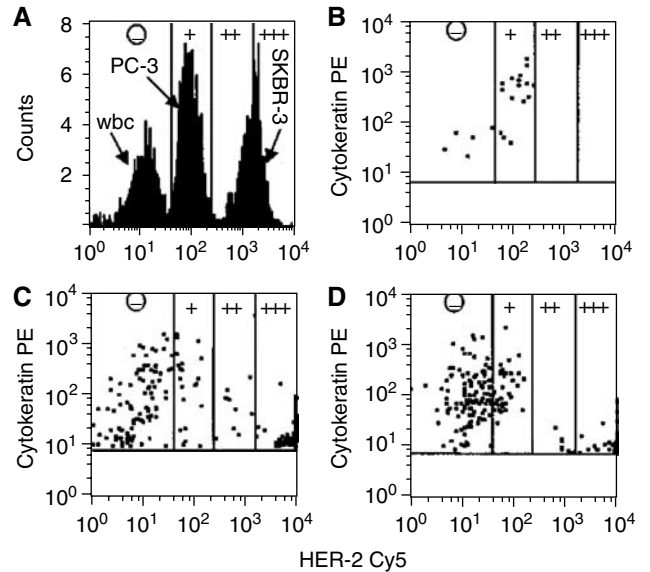 A
8
6
4
2
Counts
⊖ + ++ +++
PC-3
wbc
SKBR-3
10⁰ 10¹ 10² 10³ 10⁴
B
10⁴
10³
10²
10¹
10⁰
Cytokeratin PE
⊖ + ++ +++
10⁰ 10¹ 10² 10³ 10⁴
C
10⁴
10³
10²
10¹
10⁰
Cytokeratin PE
⊖ + ++ +++
10⁰ 10¹ 10² 10³ 10⁴
D
10⁴
10³
10²
10¹
10⁰
Cytokeratin PE
⊖ + ++ +++
10⁰ 10¹ 10² 10³ 10⁴
HER-2 Cy5